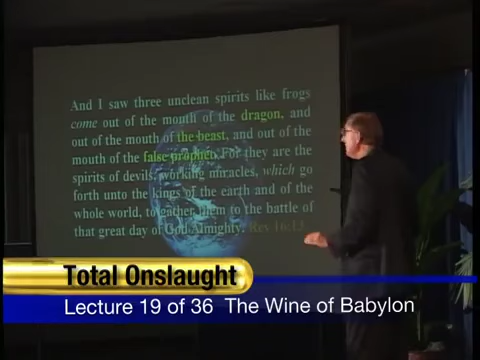 And I saw three unclean spirits like frogs
come out of the mouth of the dragon, and
out of the mouth of the beast, and out of the
mouth of the false prophet. For they are the
spirits of devils, working miracles, which go
forth unto the kings of the earth and of the
whole world, to gather them to the battle of
that great day of God Almighty. Rev 16:13
Total Onslaught
Lecture 19 of 36 The Wine of Babylon